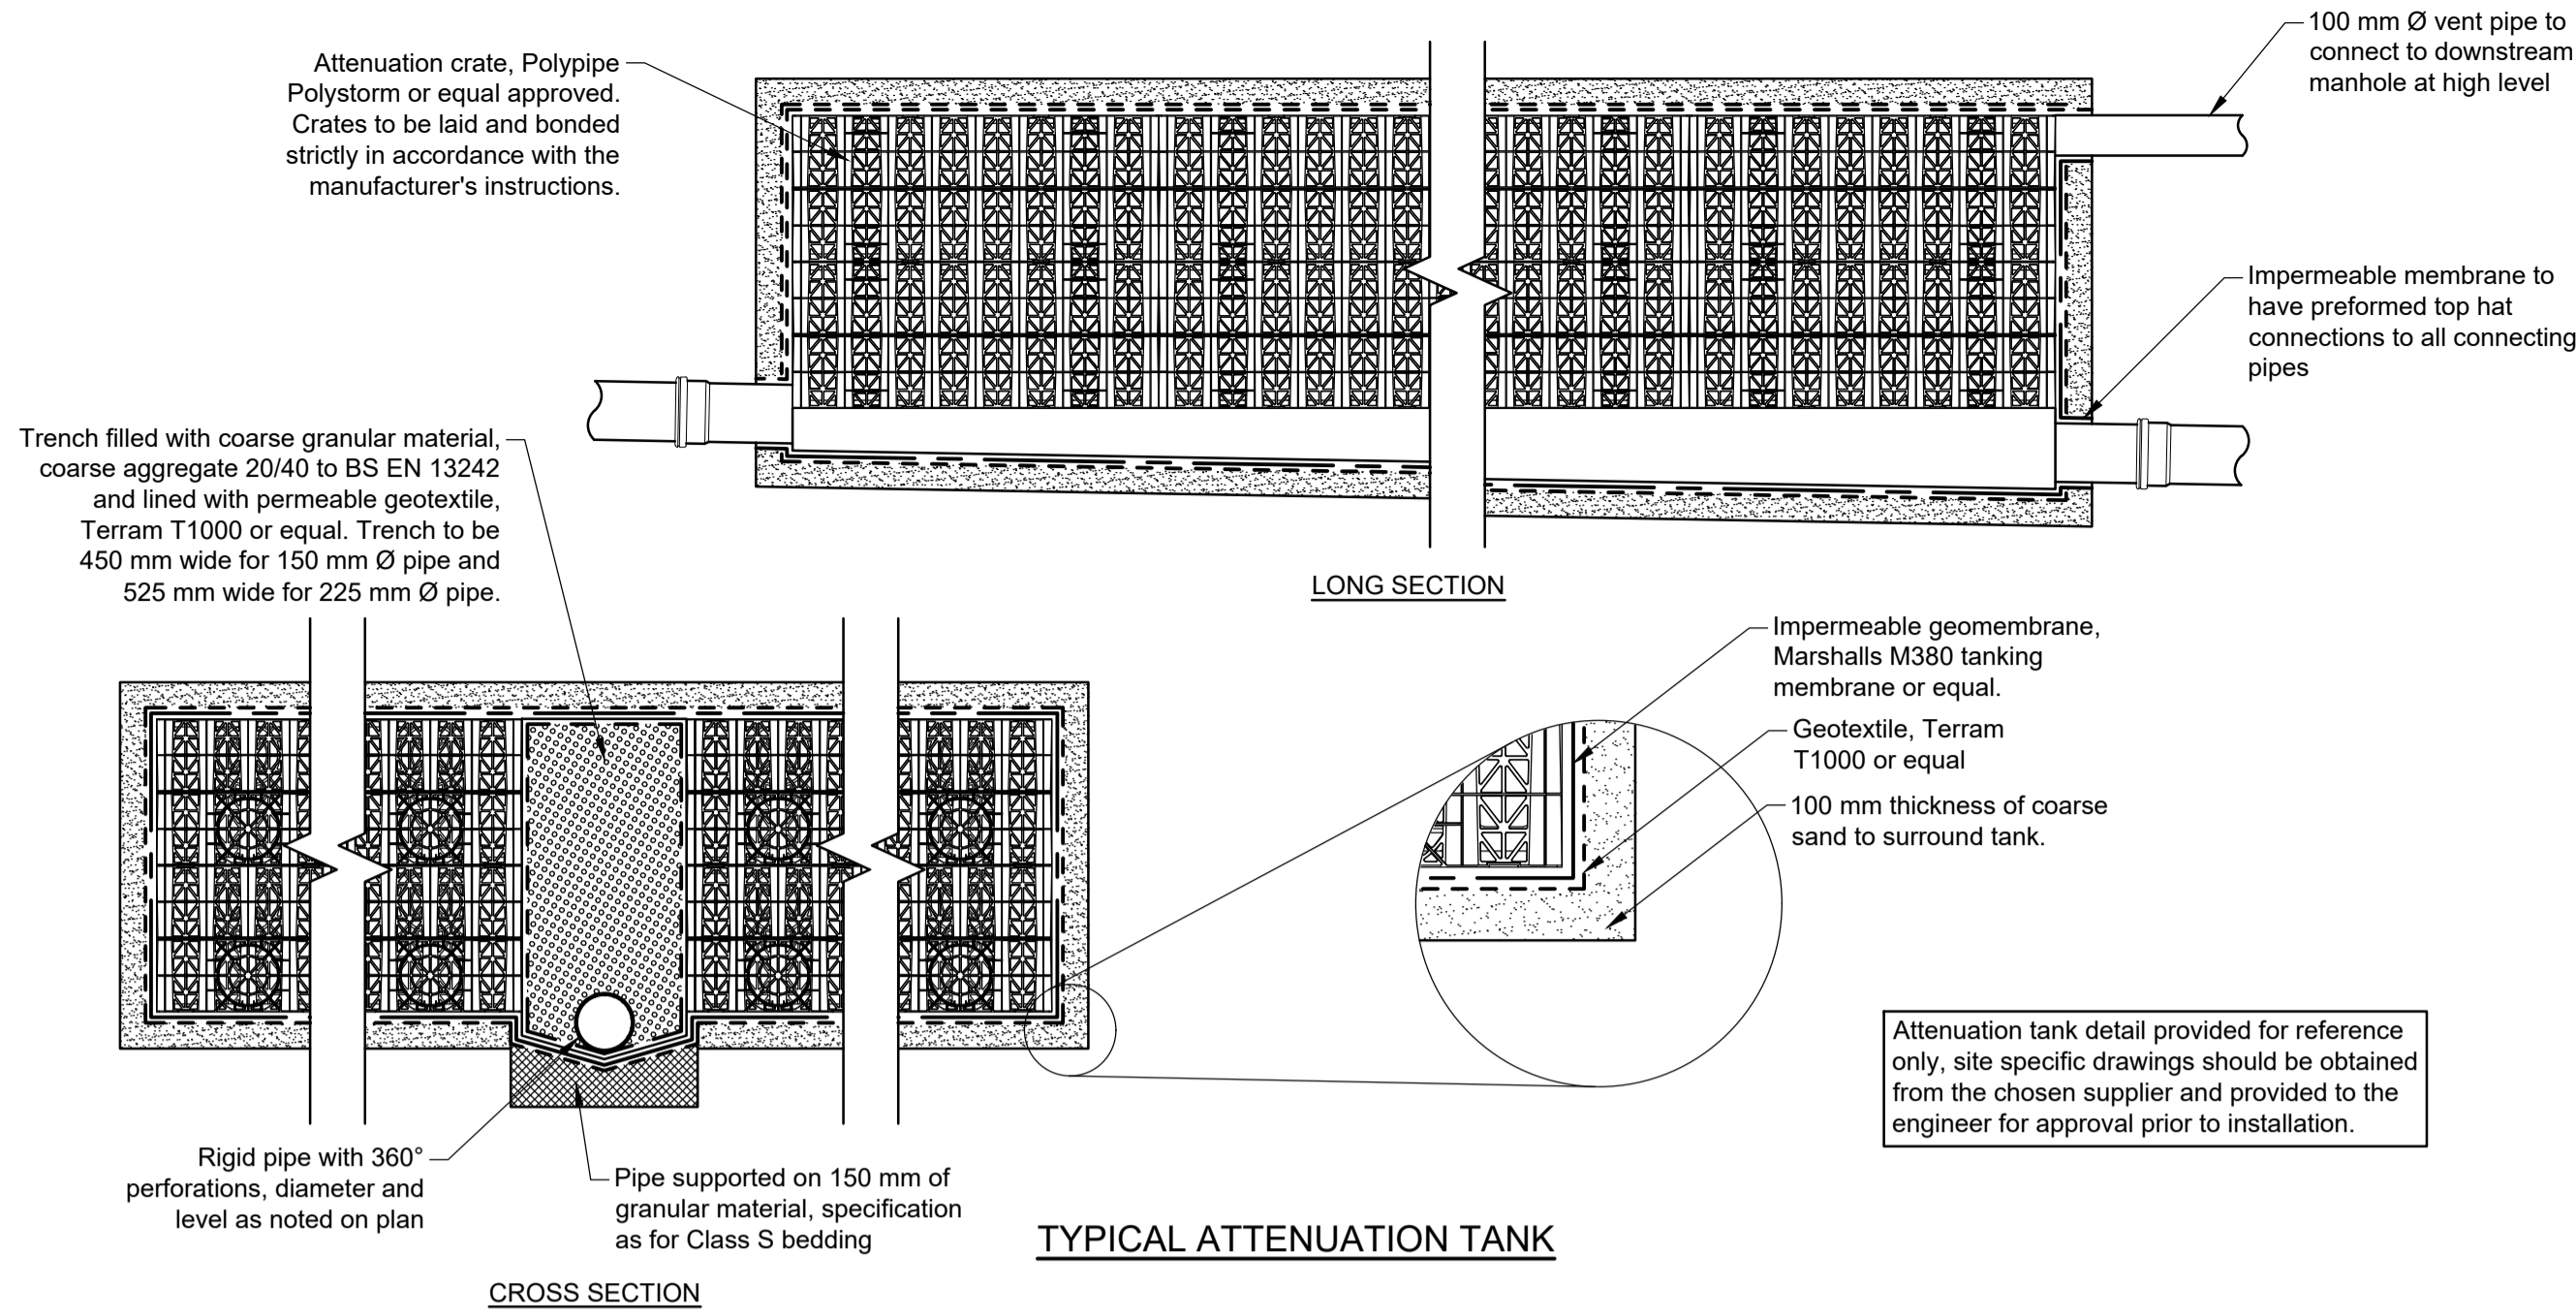 Attenuation crate, Polypipe
Polystorm or equal approved.
Crates to be laid and bonded
strictly in accordance with the
manufacturer's instructions.
100 mm Ø vent pipe to
connect to downstream
manhole at high level
Impermeable membrane to
have preformed top hat
connections to all connecting
pipes
Trench filled with coarse granular material,
coarse aggregate 20/40 to BS EN 13242
and lined with permeable geotextile,
Terram T1000 or equal. Trench to be
450 mm wide for 150 mm Ø pipe and
525 mm wide for 225 mm Ø pipe.
LONG SECTION
Impermeable geomembrane,
Marshalls M380 tanking
membrane or equal.
Geotextile, Terram
T1000 or equal
100 mm thickness of coarse
sand to surround tank.
Attenuation tank detail provided for reference
only, site specific drawings should be obtained
from the chosen supplier and provided to the
engineer for approval prior to installation.
Rigid pipe with 360°
perforations, diameter and
level as noted on plan
Pipe supported on 150 mm of
granular material, specification
as for Class S bedding
TYPICAL ATTENUATION TANK
CROSS SECTION